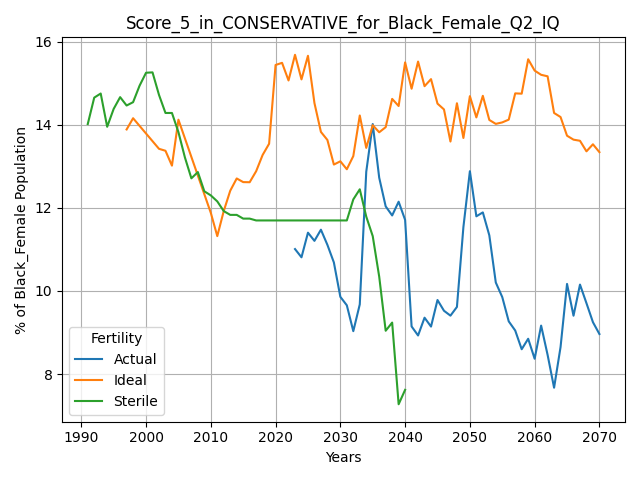 Score_5_in_CONSERVATIVE_for_Black_Female_Q2_IQ
% of Black_Female Population
16
14
12
10
8
Fertility
Actual
Ideal
Sterile
1990 2000 2010 2020 2030 2040 2050 2060 2070
Years